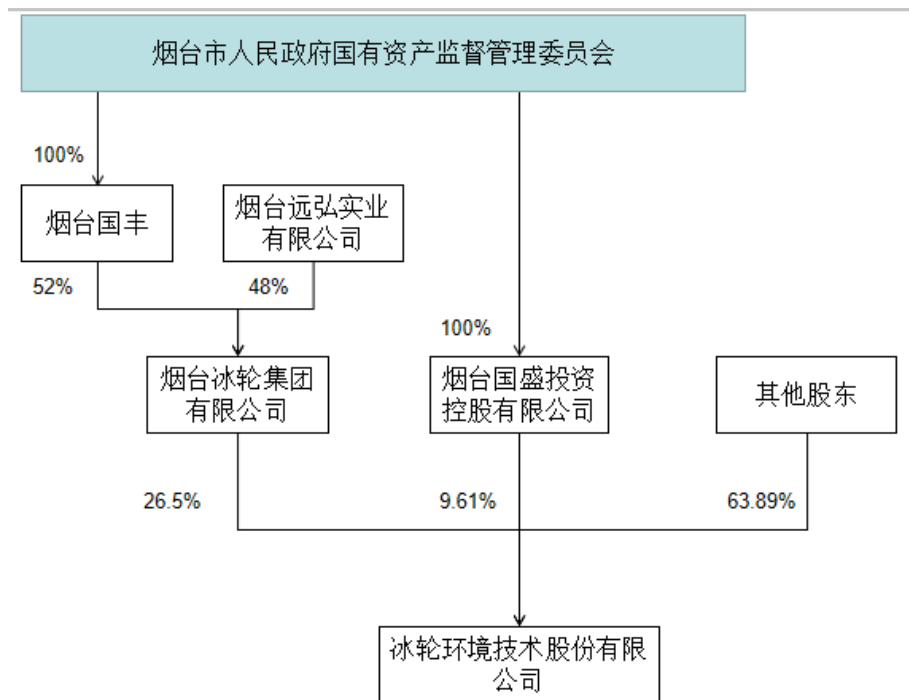 烟台市人民政府国有资产监督管理委员会
100%
烟台国丰
烟台远弘实业
有限公司
52%
48%
100%
烟台冰轮集团
有限公司
烟台国盛投资
控股有限公司
其他股东
26.5%
9.61%
63.89%
冰轮环境技术股份有限
公司